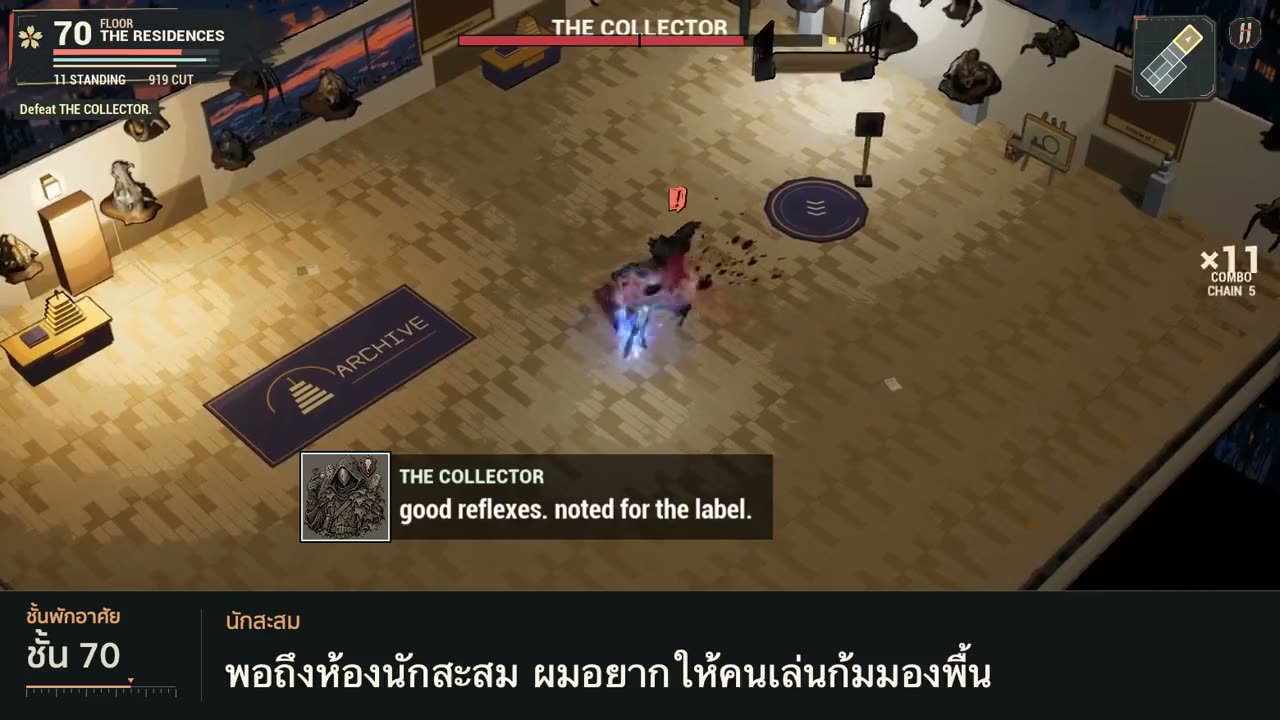 70 FLOOR
THE RESIDENCES
11 STANDING 919 CUT
Defeat THE COLLECTOR.
THE COLLECTOR
×11
COMBO
CHAIN 5
ARCHIVE
THE COLLECTOR
good reflexes. noted for the label.
ชั้นพักอาศัย
ชั้น 70
นักสะสม
พอถึงห้องนักสะสม ผมอยากให้คนเล่นก้มมองพื้น